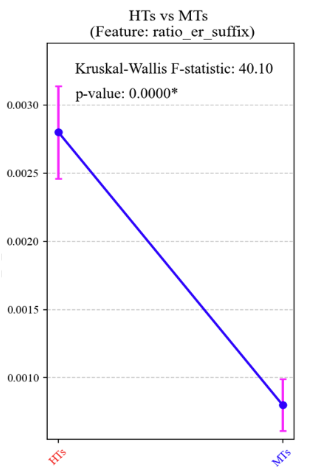 HTs vs MTs
(Feature: ratio_er_suffix)
Kruskal-Wallis F-statistic: 40.10
p-value: 0.0000*
0.0030
0.0025
0.0020
0.0015
0.0010
HTs
MTs